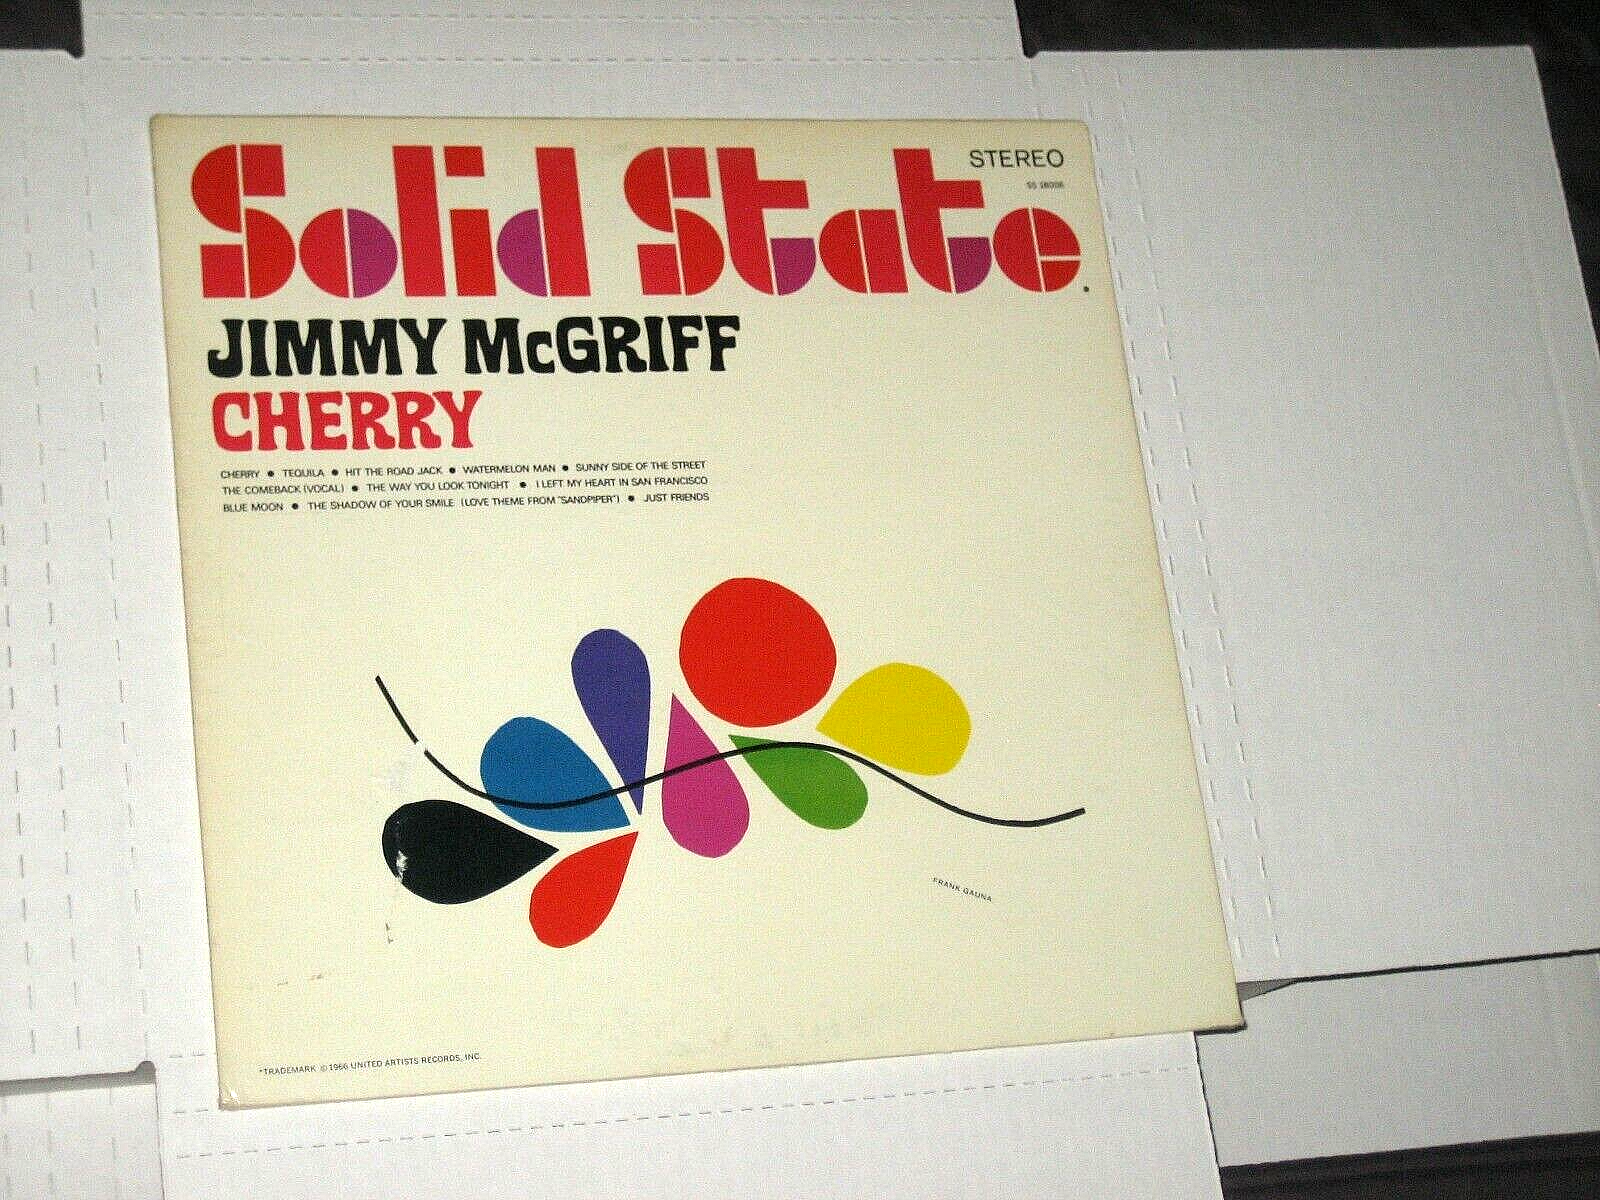 Solid State.
STEREO
SS 18006
JIMMY McGRIFF
CHERRY
CHERRY ● TEQUILA ● HIT THE ROAD JACK ● WATERMELON MAN ● SUNNY SIDE OF THE STREET
THE COMEBACK (VOCAL) ● THE WAY YOU LOOK TONIGHT ● I LEFT MY HEART IN SAN FRANCISCO
BLUE MOON ● THE SHADOW OF YOUR SMILE (LOVE THEME FROM "SANDPIPER") ● JUST FRIENDS
FRANK GAUNA
*TRADEMARK © 1966 UNITED ARTISTS RECORDS, INC.